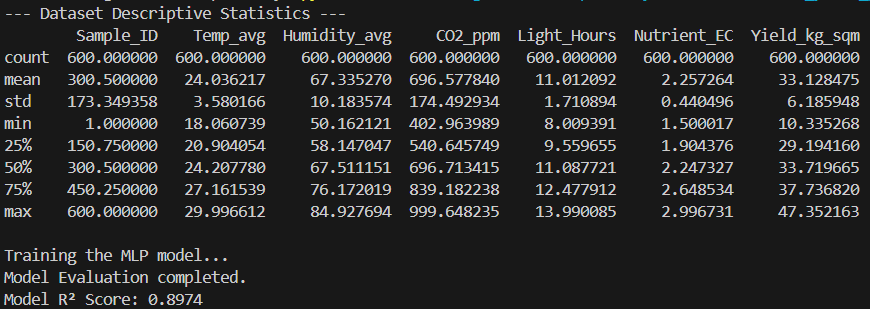 --- Dataset Descriptive Statistics ---
Sample_ID Temp_avg Humidity_avg CO2_ppm Light_Hours Nutrient_EC Yield_kg_sqm
count 600.000000 600.000000 600.000000 600.000000 600.000000 600.000000 600.000000
mean 300.500000 24.036217 67.335270 696.577840 11.012092 2.257264 33.128475
std 173.349358 3.580166 10.183574 174.492934 1.710894 0.440496 6.185948
min 1.000000 18.060739 50.162121 402.963989 8.009391 1.500017 10.335268
25% 150.750000 20.904054 58.147047 540.645749 9.559655 1.904376 29.194160
50% 300.500000 24.207780 67.511151 696.713415 11.087721 2.247327 33.719665
75% 450.250000 27.161539 76.172019 839.182238 12.477912 2.648534 37.736820
max 600.000000 29.996612 84.927694 999.648235 13.990085 2.996731 47.352163
Training the MLP model...
Model Evaluation completed.
Model R² Score: 0.8974